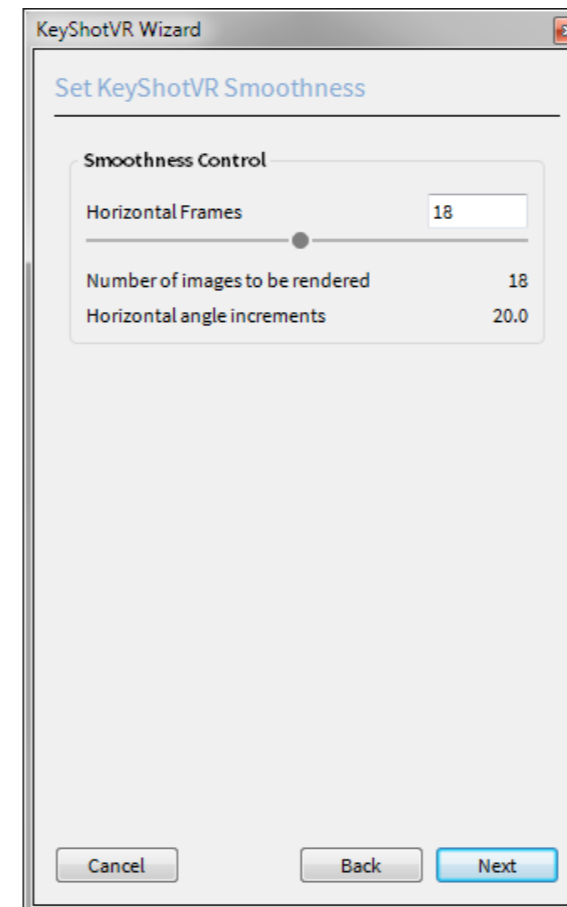 KeyShotVR Wizard
Set KeyShotVR Smoothness
Smoothness Control
Horizontal Frames 18
Number of images to be rendered 18
Horizontal angle increments 20.0
Cancel Back Next